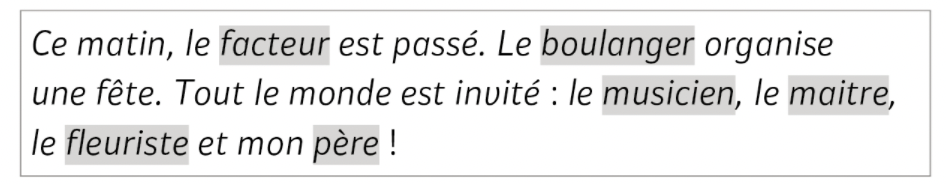 Ce matin, le facteur est passé. Le boulanger organise
une fête. Tout le monde est invité : le musicien, le maitre,
le fleuriste et mon père !